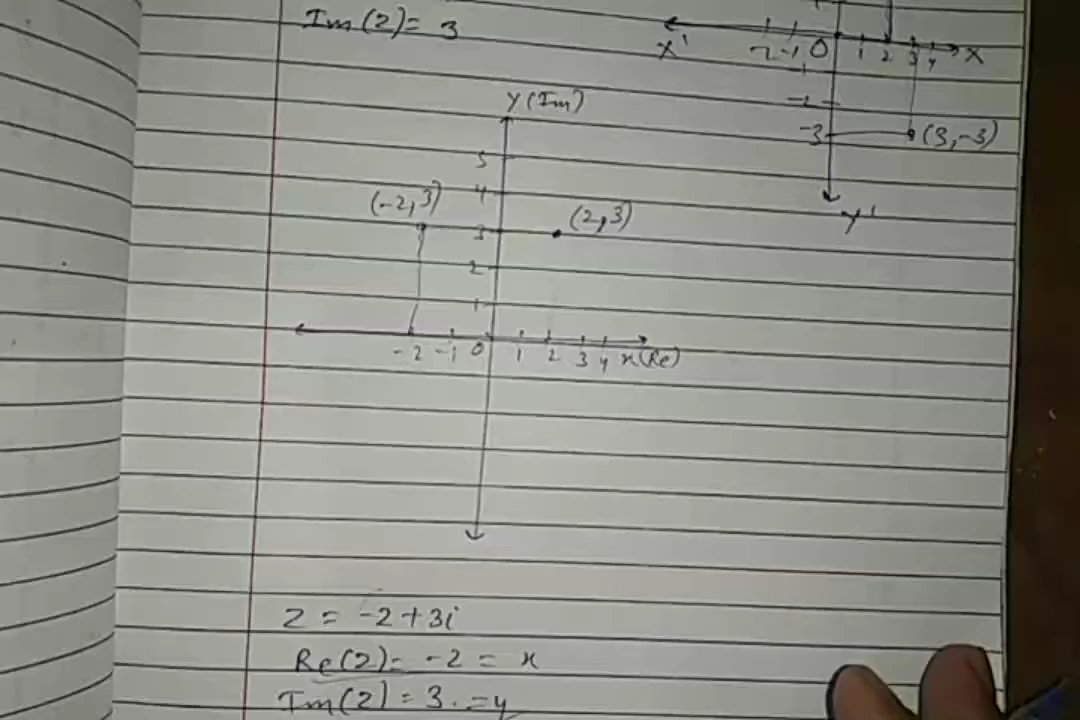 Im(z) = 3
X' -2 -1 0 1 2 3 4 X
-1
-2
-3 (3,-3)
Y'
Y(Im)
5
4
(-2,3) 3 (2,3)
2
1
-2 -1 0 1 2 3 4 x(Re)
z = -2+3i
Re(z) = -2 = x
Im(z) = 3 . = y